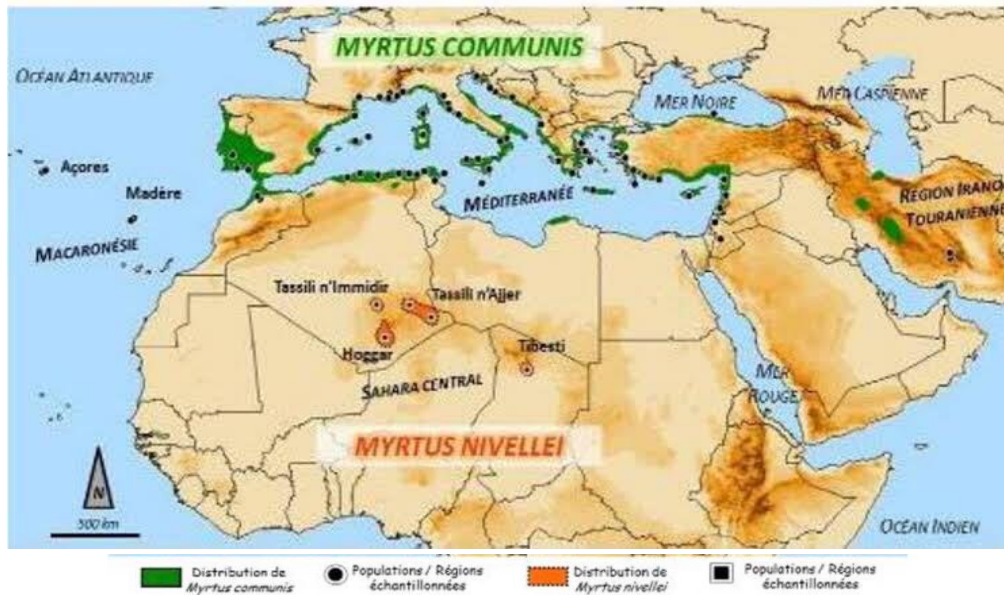 MYRTUS COMMUNIS
OCÉAN ATLANTIQUE
MER NOIRE
MER CASPIENNE
Açores
Madère
MACARONÉSIE
MÉDITERRANÉE
RÉGION IRANO
TOURANIENNE
Tassili n'Immidir
Tassili n'Ajjer
Hoggar
Tibesti
SAHARA CENTRAL
MER
ROUGE
MYRTUS NIVELLEI
N
500 km
OCÉAN INDIEN
Distribution de
Myrtus communis
Populations / Régions
échantillonnées
Distribution de
Myrtus nivellei
Populations / Régions
échantillonnées